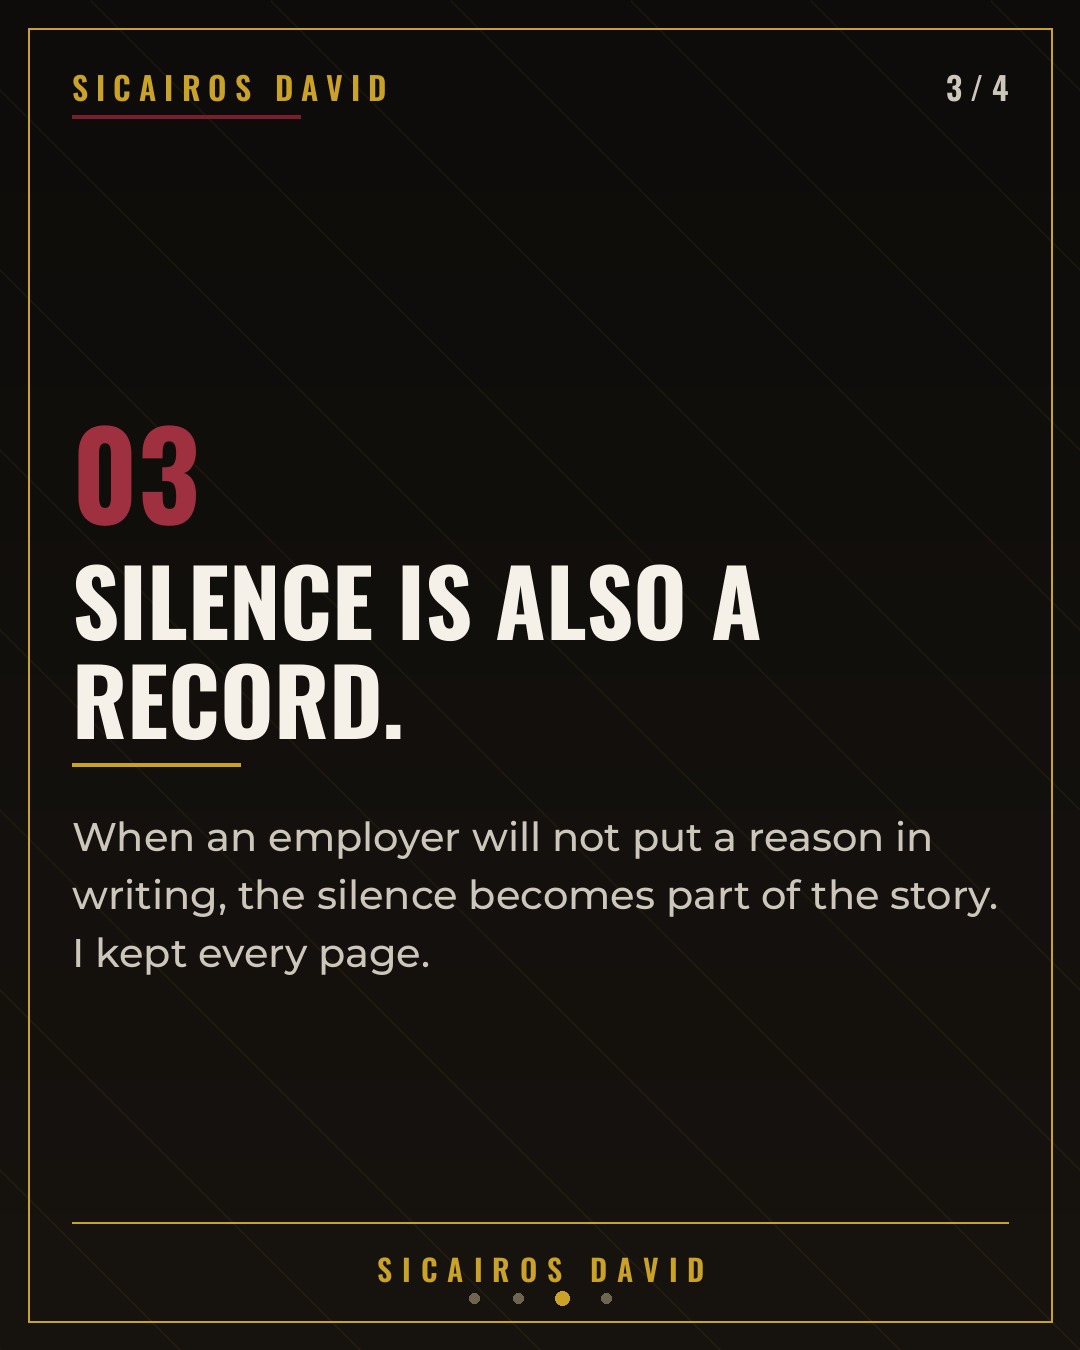 SICAIROS DAVID
3 / 4
03
SILENCE IS ALSO A
RECORD.
When an employer will not put a reason in
writing, the silence becomes part of the story.
I kept every page.
SICAIROS DAVID